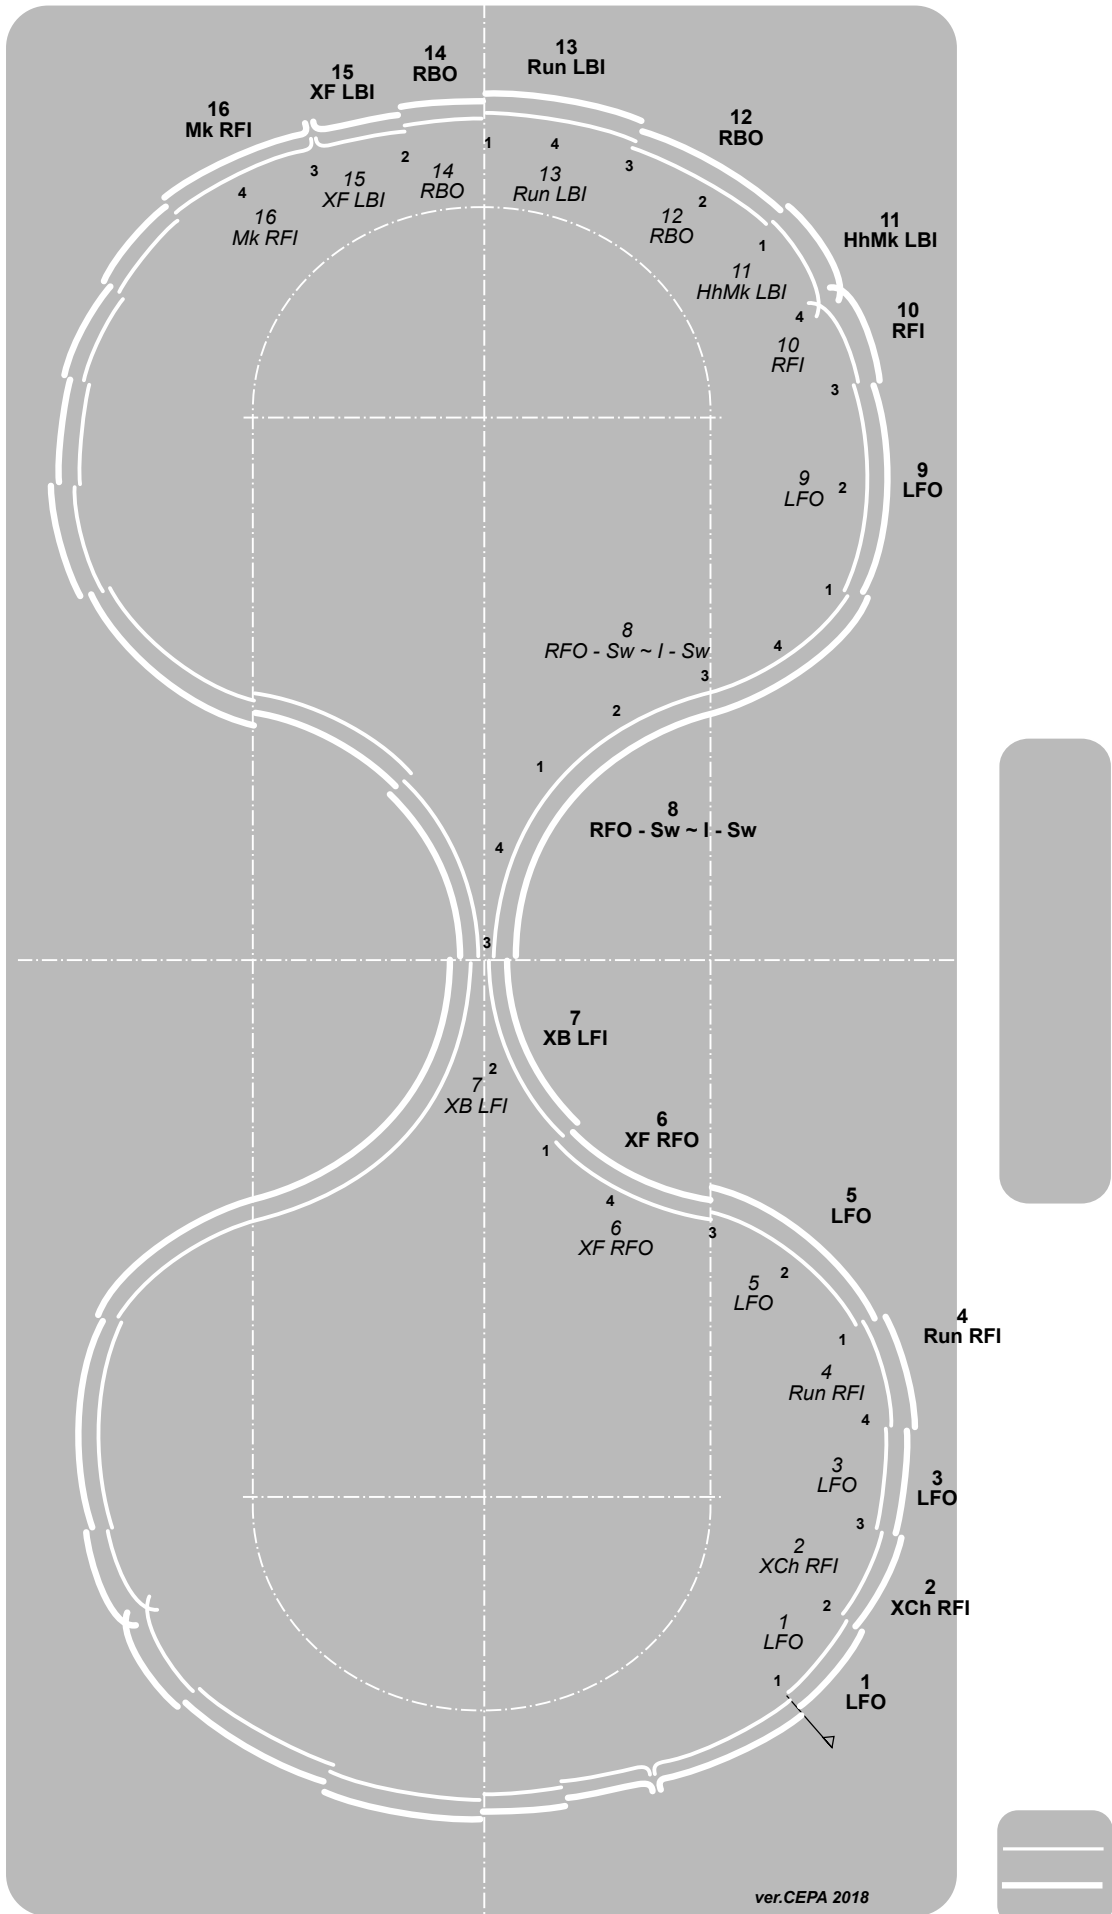 13
Run LBI
14
RBO
15
XF LBI
16
Mk RFI
12
RBO
1
4
3
2
3
4
13
Run LBI
14
RBO
15
XF LBI
16
Mk RFI
2
12
RBO
1
11
HhMk LBI
11
HhMk LBI
4
10
RFI
10
RFI
3
9
LFO
2
9
LFO
1
8
RFO - Sw ~ I - Sw
4
3
2
1
8
RFO - Sw ~ I - Sw
4
3
7
XB LFI
2
7
XB LFI
6
XF RFO
1
4
6
XF RFO
5
LFO
3
2
5
LFO
4
Run RFI
1
4
Run RFI
4
3
LFO
3
LFO
3
2
XCh RFI
2
XCh RFI
2
1
LFO
1
1
LFO
ver.CEPA 2018